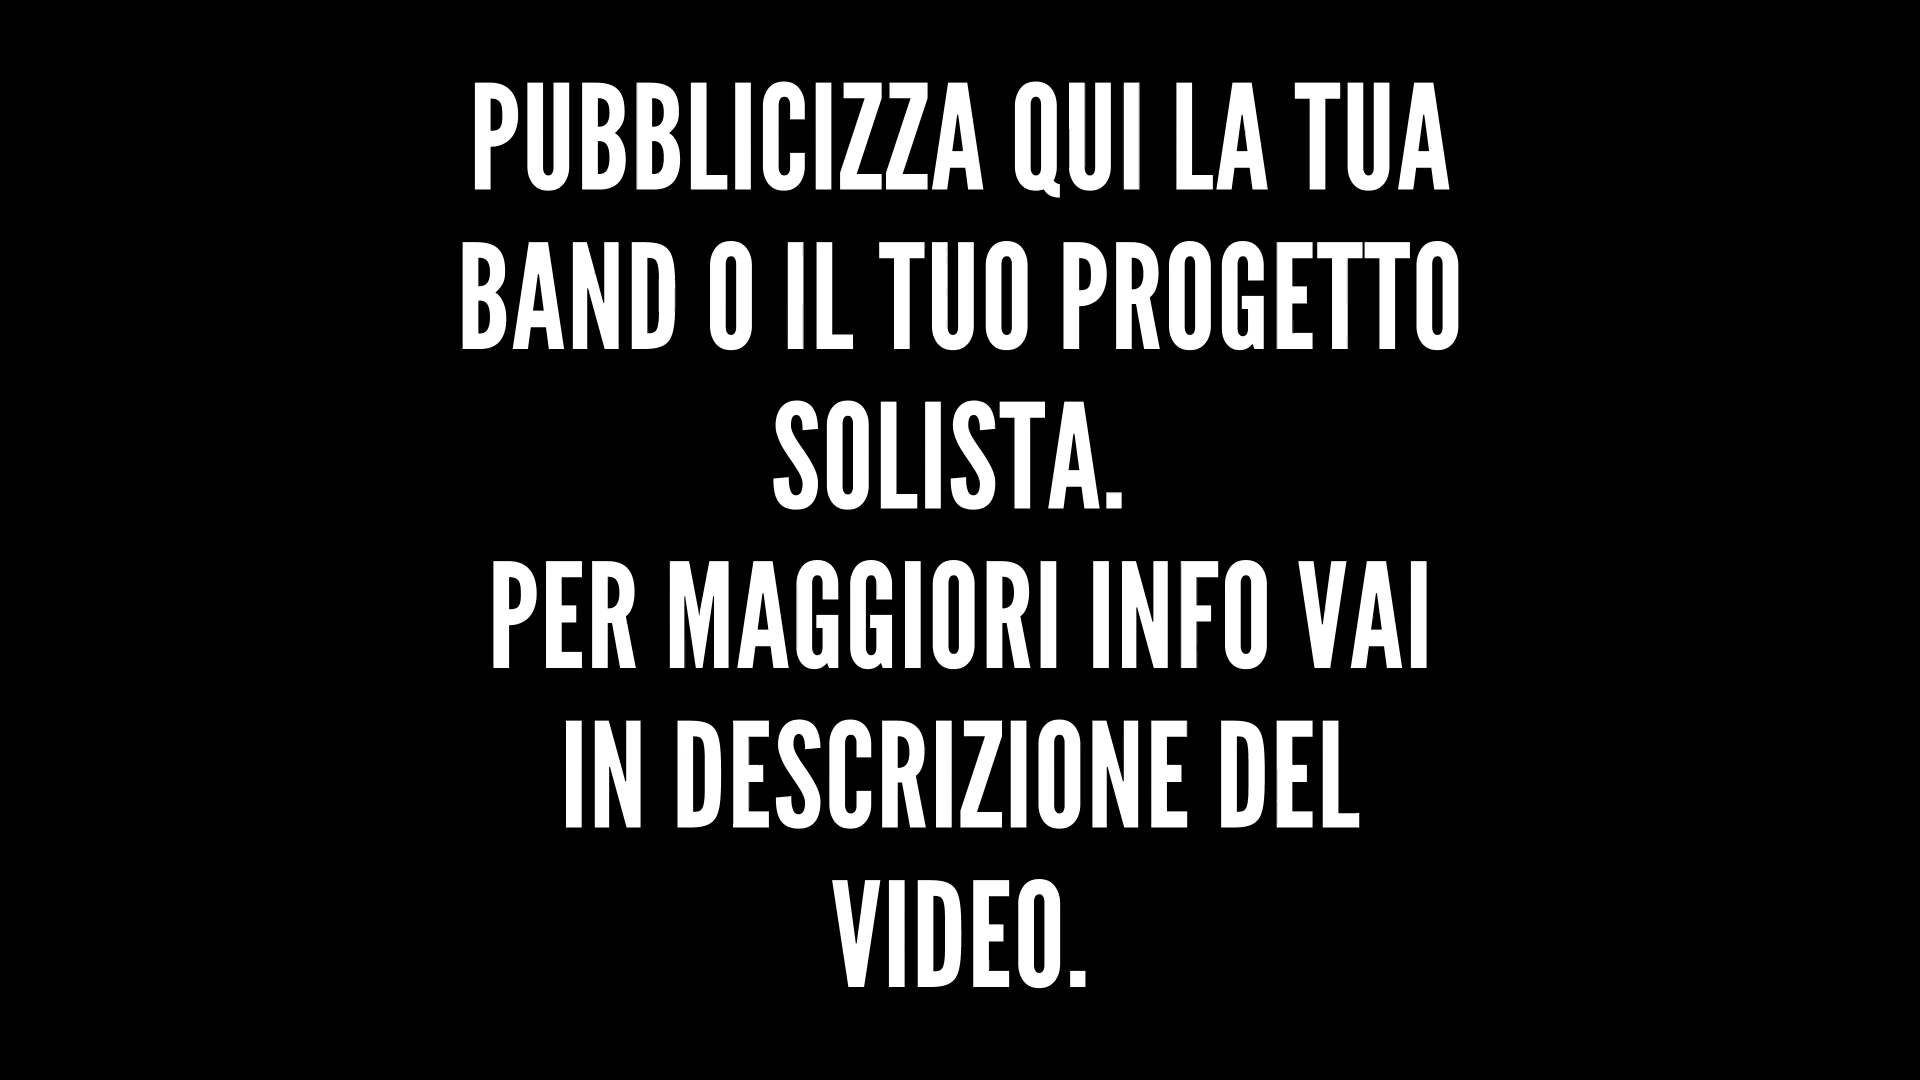 PUBBLICIZZA QUI LA TUA
BAND O IL TUO PROGETTO
SOLISTA.
PER MAGGIORI INFO VAI
IN DESCRIZIONE DEL
VIDEO.